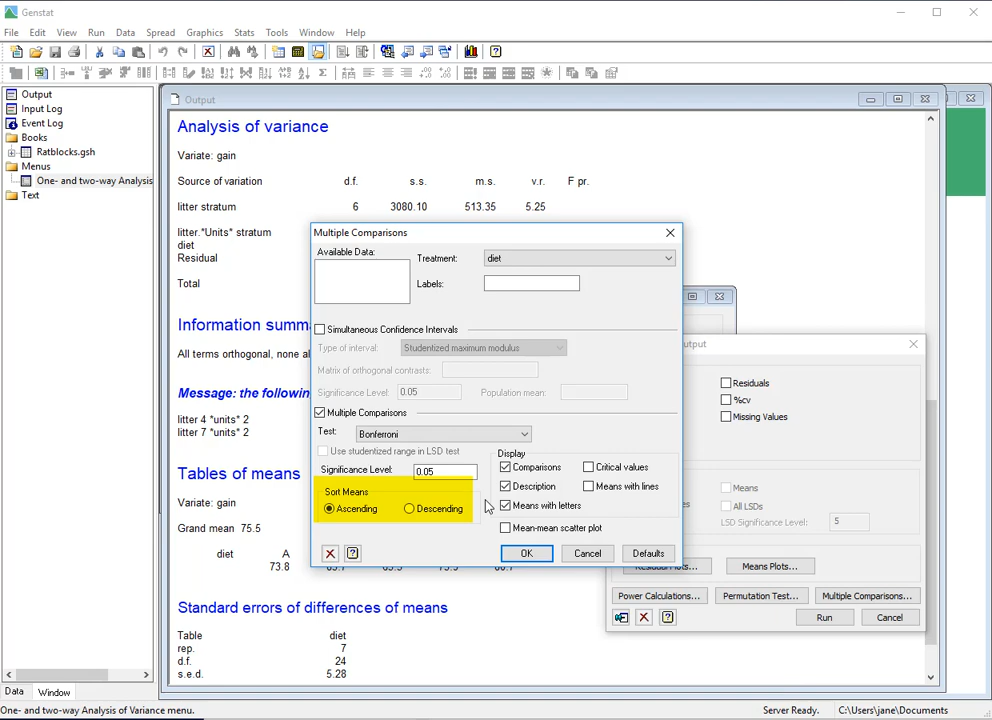 Genstat
File Edit View Run Data Spread Graphics Stats Tools Window Help
Output
Input Log
Event Log
Books
Ratblocks.gsh
Menus
One- and two-way Analysis
Text
Data Window
Output
Analysis of variance
Variate: gain
Source of variation d.f. s.s. m.s. v.r. F pr.
litter stratum 6 3080.10 513.35 5.25
litter.*Units* stratum
diet
Residual
Total
Information summ
All terms orthogonal, none al
Message: the following
litter 4 *units* 2
litter 7 *units* 2
Tables of means
Variate: gain
Grand mean 75.5
diet A
73.8
Standard errors of differences of means
Table diet
rep. 7
d.f. 24
s.e.d. 5.28
Multiple Comparisons
Available Data:
Treatment: diet
Labels:
Simultaneous Confidence Intervals
Type of interval: Studentized maximum modulus
Matrix of orthogonal contrasts:
Significance Level: 0.05 Population mean:
Multiple Comparisons
Test: Bonferroni
Use studentized range in LSD test
Significance Level: 0.05
Sort Means
Ascending Descending
Display
Comparisons Critical values
Description Means with lines
Means with letters
Mean-mean scatter plot
OK Cancel Defaults
utput
Residuals
%cv
Missing Values
Means
All LSDs
LSD Significance Level: 5
Residual Plots... Means Plots...
Power Calculations... Permutation Test... Multiple Comparisons...
Run Cancel
One- and two-way Analysis of Variance menu. Server Ready. C:\Users\jane\Documents